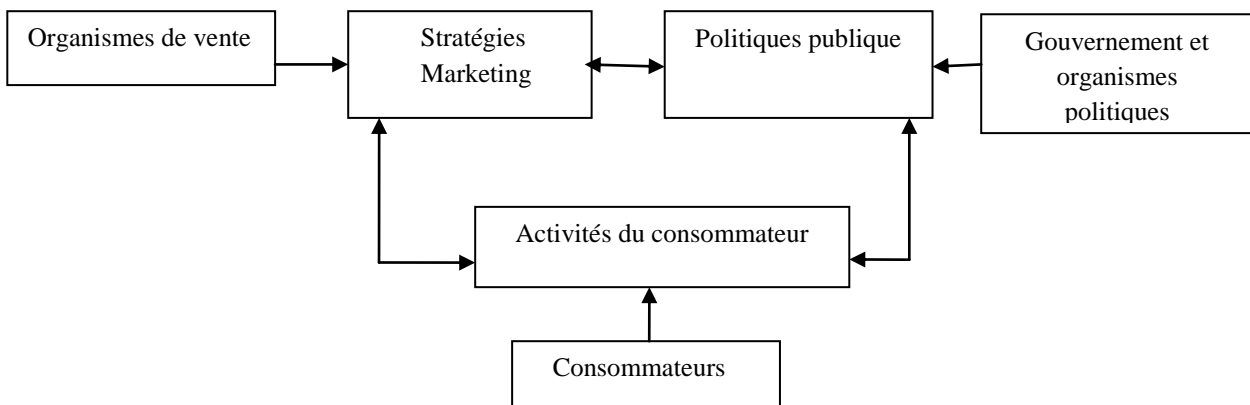 Organismes de vente
Stratégies
Marketing
Politiques publique
Gouvernement et
organismes
politiques
Activités du consommateur
Consommateurs